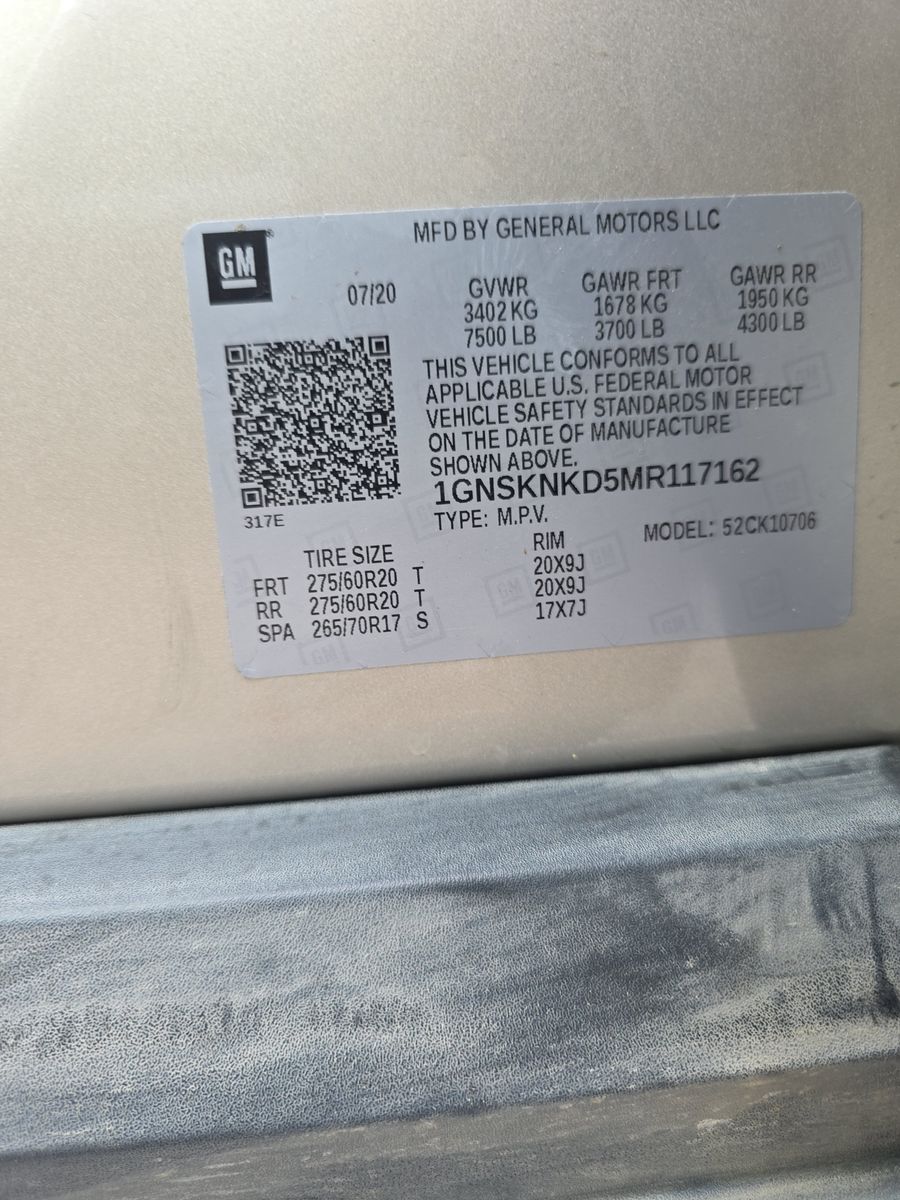 MFD BY GENERAL MOTORS LLC
GM®
07/20
GVWR GAWR FRT GAWR RR
3402 KG 1678 KG 1950 KG
7500 LB 3700 LB 4300 LB
THIS VEHICLE CONFORMS TO ALL
APPLICABLE U.S. FEDERAL MOTOR
VEHICLE SAFETY STANDARDS IN EFFECT
ON THE DATE OF MANUFACTURE
SHOWN ABOVE.
1GNSKNKD5MR117162
317E
TYPE: M.P.V. MODEL: 52CK10706
TIRE SIZE RIM
FRT 275/60R20 T 20X9J
RR 275/60R20 T 20X9J
SPA 265/70R17 S 17X7J